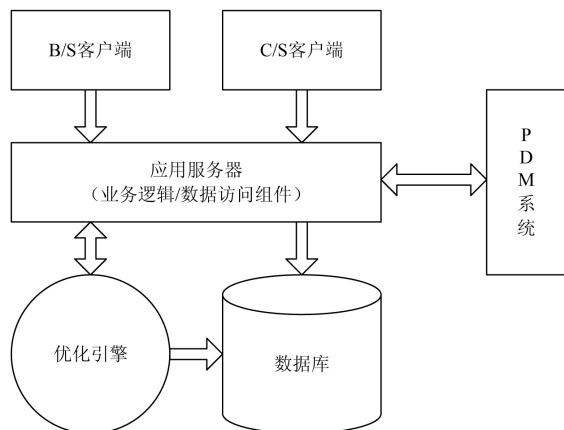 B/S客户端
C/S客户端
应用服务器
（业务逻辑/数据访问组件）
P
D
M
系
统
优化引擎
数据库